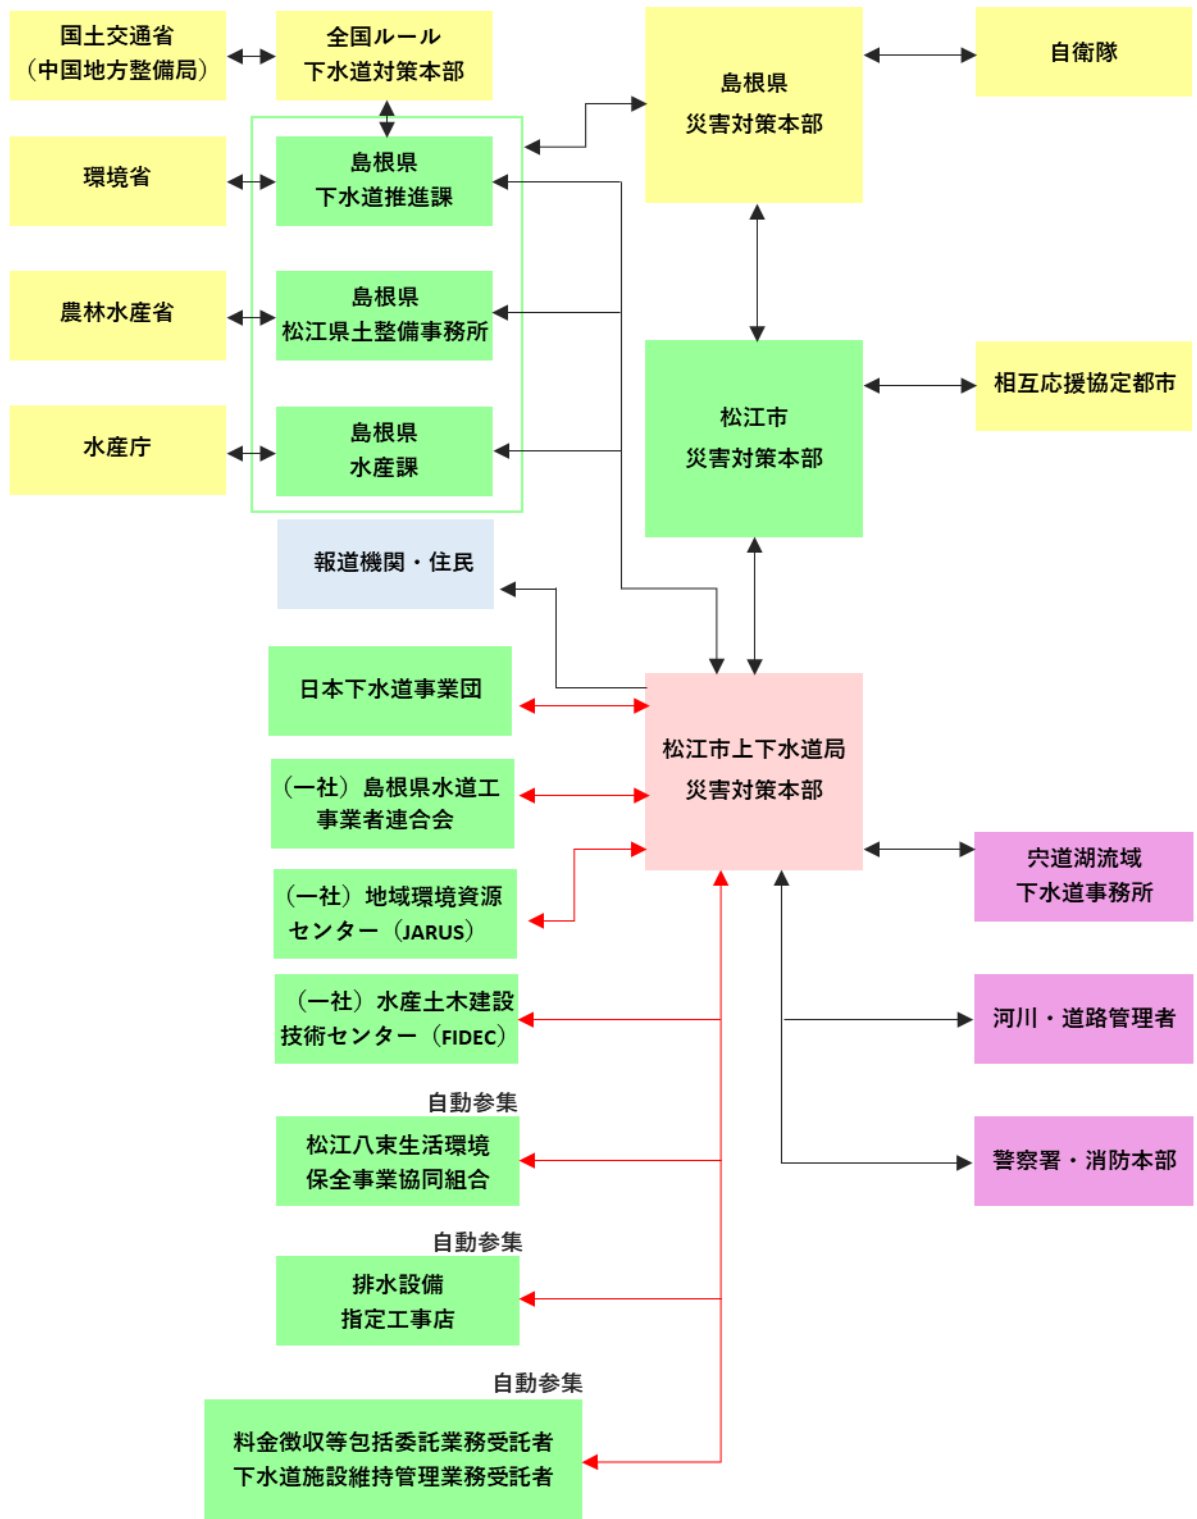 国土交通省
（中国地方整備局）
全国ルール
下水道対策本部
島根県
災害対策本部
自衛隊
環境省
島根県
下水道推進課
農林水産省
島根県
松江県土整備事務所
水産庁
島根県
水産課
松江市
災害対策本部
相互応援協定都市
報道機関・住民
日本下水道事業団
松江市上下水道局
災害対策本部
（一社）島根県水道工
事業者連合会
（一社）地域環境資源
センター（JARUS）
宍道湖流域
下水道事務所
（一社）水産土木建設
技術センター（FIDEC）
河川・道路管理者
自動参集
松江八束生活環境
保全事業協同組合
警察署・消防本部
自動参集
排水設備
指定工事店
自動参集
料金徴収等包括委託業務受託者
下水道施設維持管理業務受託者